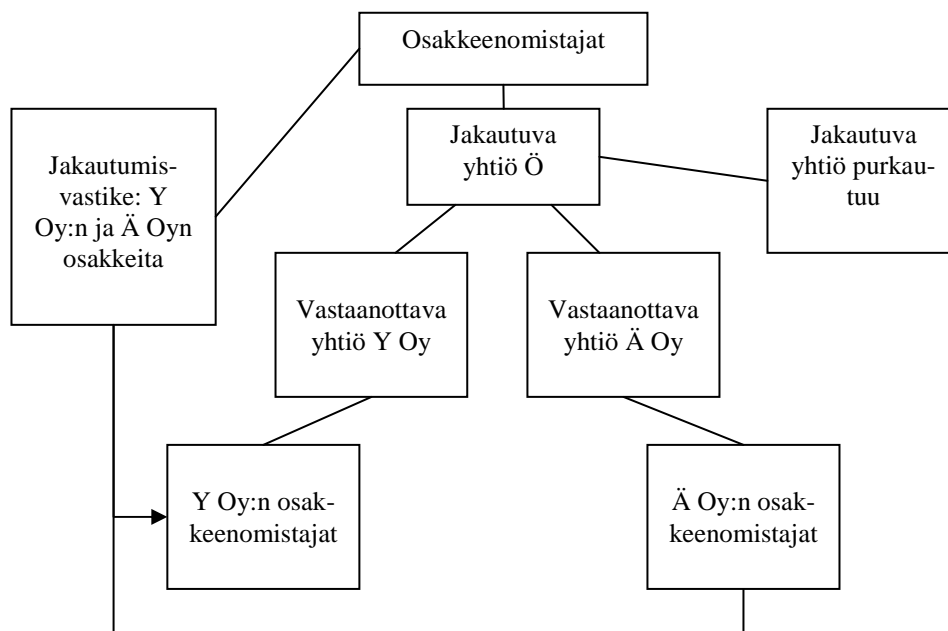 Osakkeenomistajat
Jakautumis-
vastike: Y
Oy:n ja Ä Oyn
osakkeita
Jakautuva
yhtiö Ö
Jakautuva
yhtiö purkau-
tuu
Vastaanottava
yhtiö Y Oy
Vastaanottava
yhtiö Ä Oy
Y Oy:n osak-
keenomistajat
Ä Oy:n osak-
keenomistajat